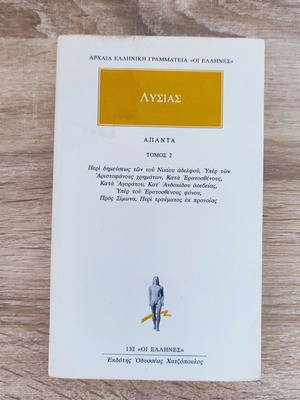 ΑΡΧΑΙΑ ΕΛΛΗΝΙΚΗ ΓΡΑΜΜΑΤΕΙΑ «ΟΙ ΕΛΛΗΝΕΣ»
ΛΥΣΙΑΣ
ΑΠΑΝΤΑ
ΤΟΜΟΣ 2
Περὶ δημεύσεως τῶν τοῦ Νικίου ἀδελφοῦ, Ὑπὲρ τῶν
Ἀριστοφάνους χρημάτων, Κατὰ Ἐρατοσθένους,
Κατὰ Ἀγοράτου, Κατ' Ἀνδοκίδου ἀσεβείας,
Ὑπὲρ τοῦ Ἐρατοσθένους φόνου,
Πρὸς Σίμωνα, Περὶ τραύματος ἐκ προνοίας
132 «ΟΙ ΕΛΛΗΝΕΣ»
Ἐκδότης Ὀδυσσέας Χατζόπουλος